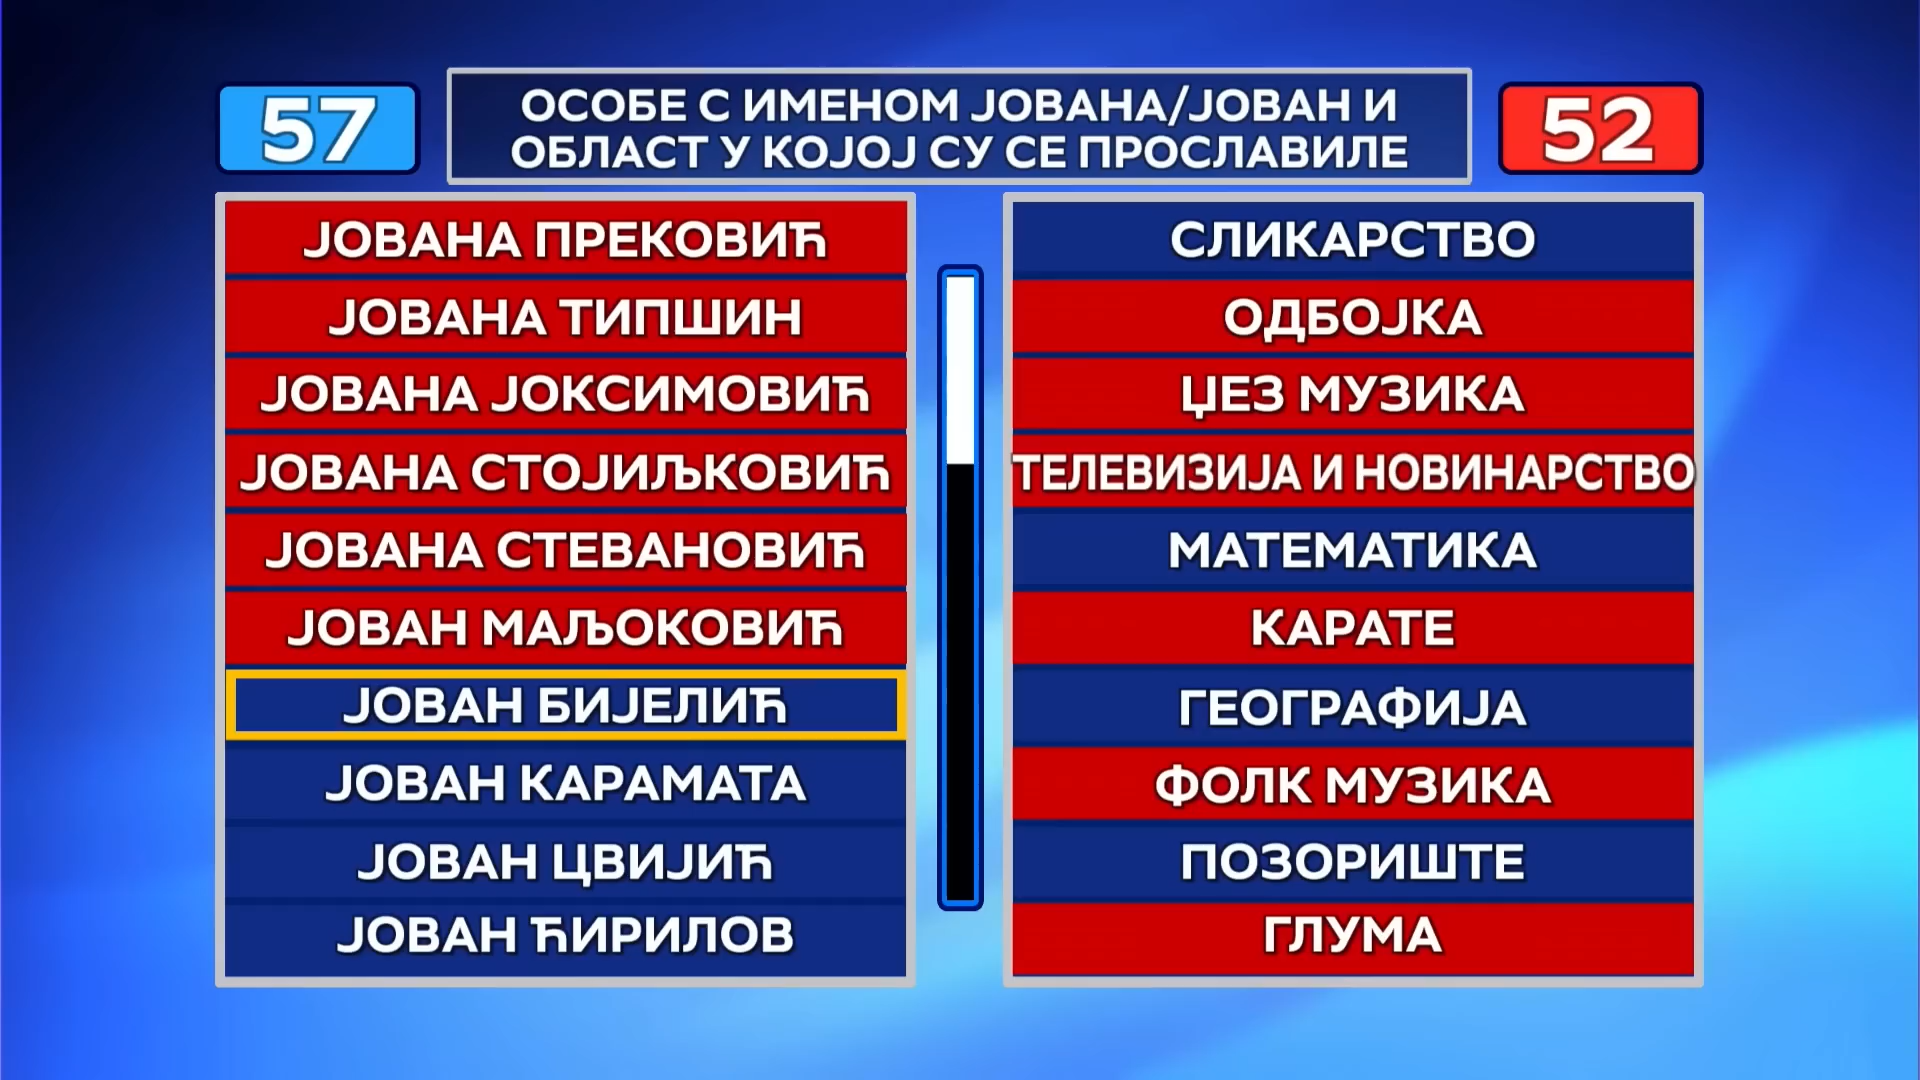 57
ОСОБЕ С ИМЕНОМ ЈОВАНА/ЈОВАН И
ОБЛАСТ У КОЈОЈ СУ СЕ ПРОСЛАВИЛЕ
52
ЈОВАНА ПРЕКОВИЋ
ЈОВАНА ТИПШИН
ЈОВАНА ЈОКСИМОВИЋ
ЈОВАНА СТОЈИЉКОВИЋ
ЈОВАНА СТЕВАНОВИЋ
ЈОВАН МАЉОКОВИЋ
ЈОВАН БИЈЕЛИЋ
ЈОВАН КАРАМАТА
ЈОВАН ЦВИЈИЋ
ЈОВАН ЋИРИЛОВ
СЛИКАРСТВО
ОДБОЈКА
ЏЕЗ МУЗИКА
ТЕЛЕВИЗИЈА И НОВИНАРСТВО
МАТЕМАТИКА
КАРАТЕ
ГЕОГРАФИЈА
ФОЛК МУЗИКА
ПОЗОРИШТЕ
ГЛУМА